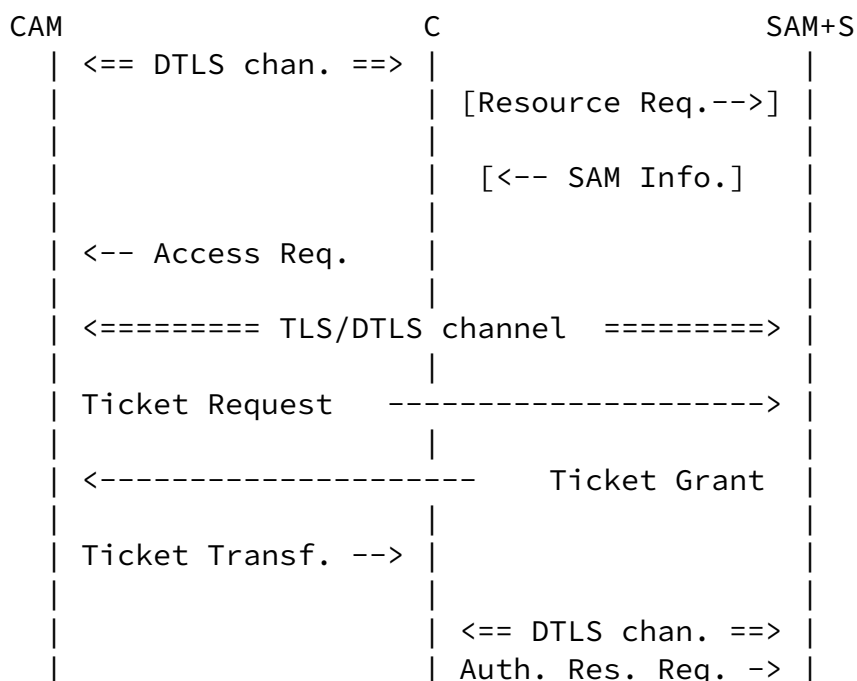 CAM C SAM+S
| <== DTLS chan. ==> | |
| | [Resource Req.-->] |
| | |
| | [<-- SAM Info.] |
| | |
| <-- Access Req. | |
| | |
| <========= TLS/DTLS channel =========> |
| | |
| Ticket Request ---------------------> |
| | |
| <--------------------- Ticket Grant |
| | |
| Ticket Transf. --> | |
| | |
| | <== DTLS chan. ==> |
| | Auth. Res. Req. -> |